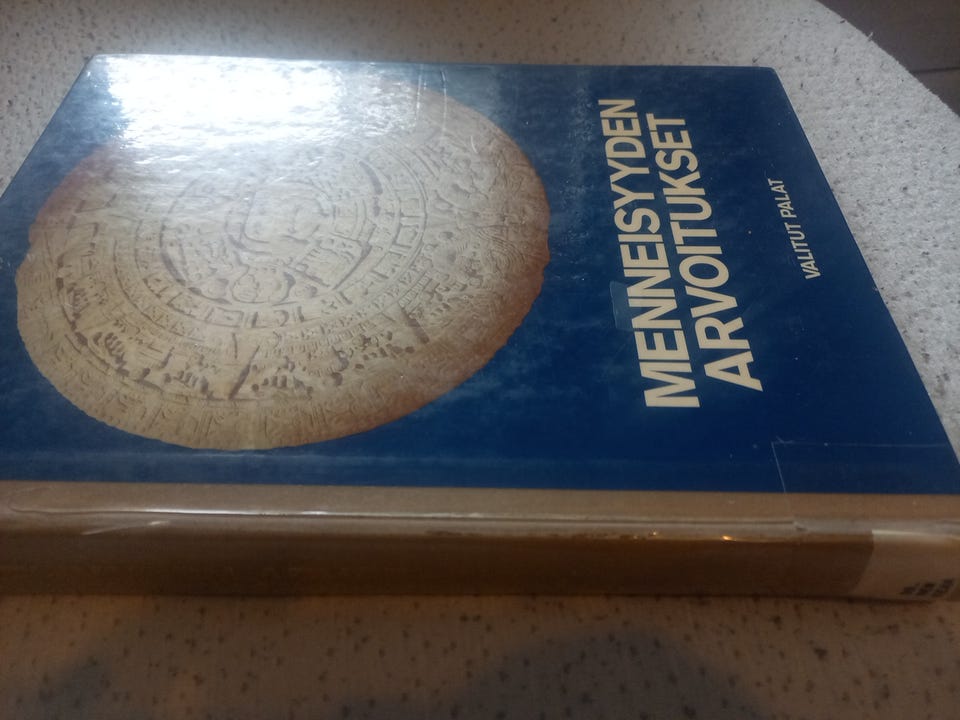 MENNEISYYDEN
ARVOITUKSET
VALITUT PALAT